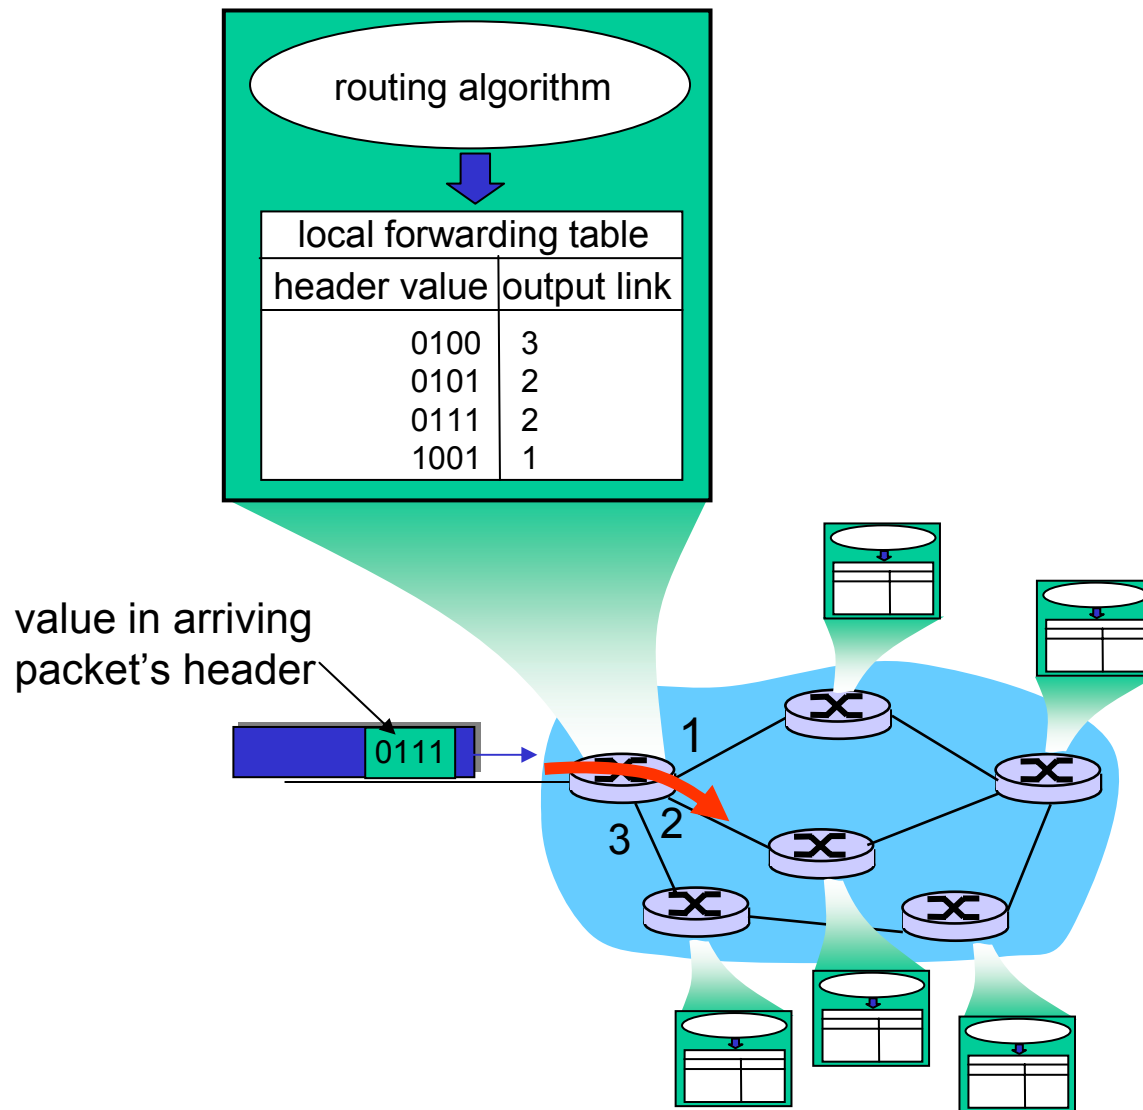 routing algorithm
local forwarding table
header value output link
0100 3
0101 2
0111 2
1001 1
value in arriving
packet’s header
0111
1
2
3